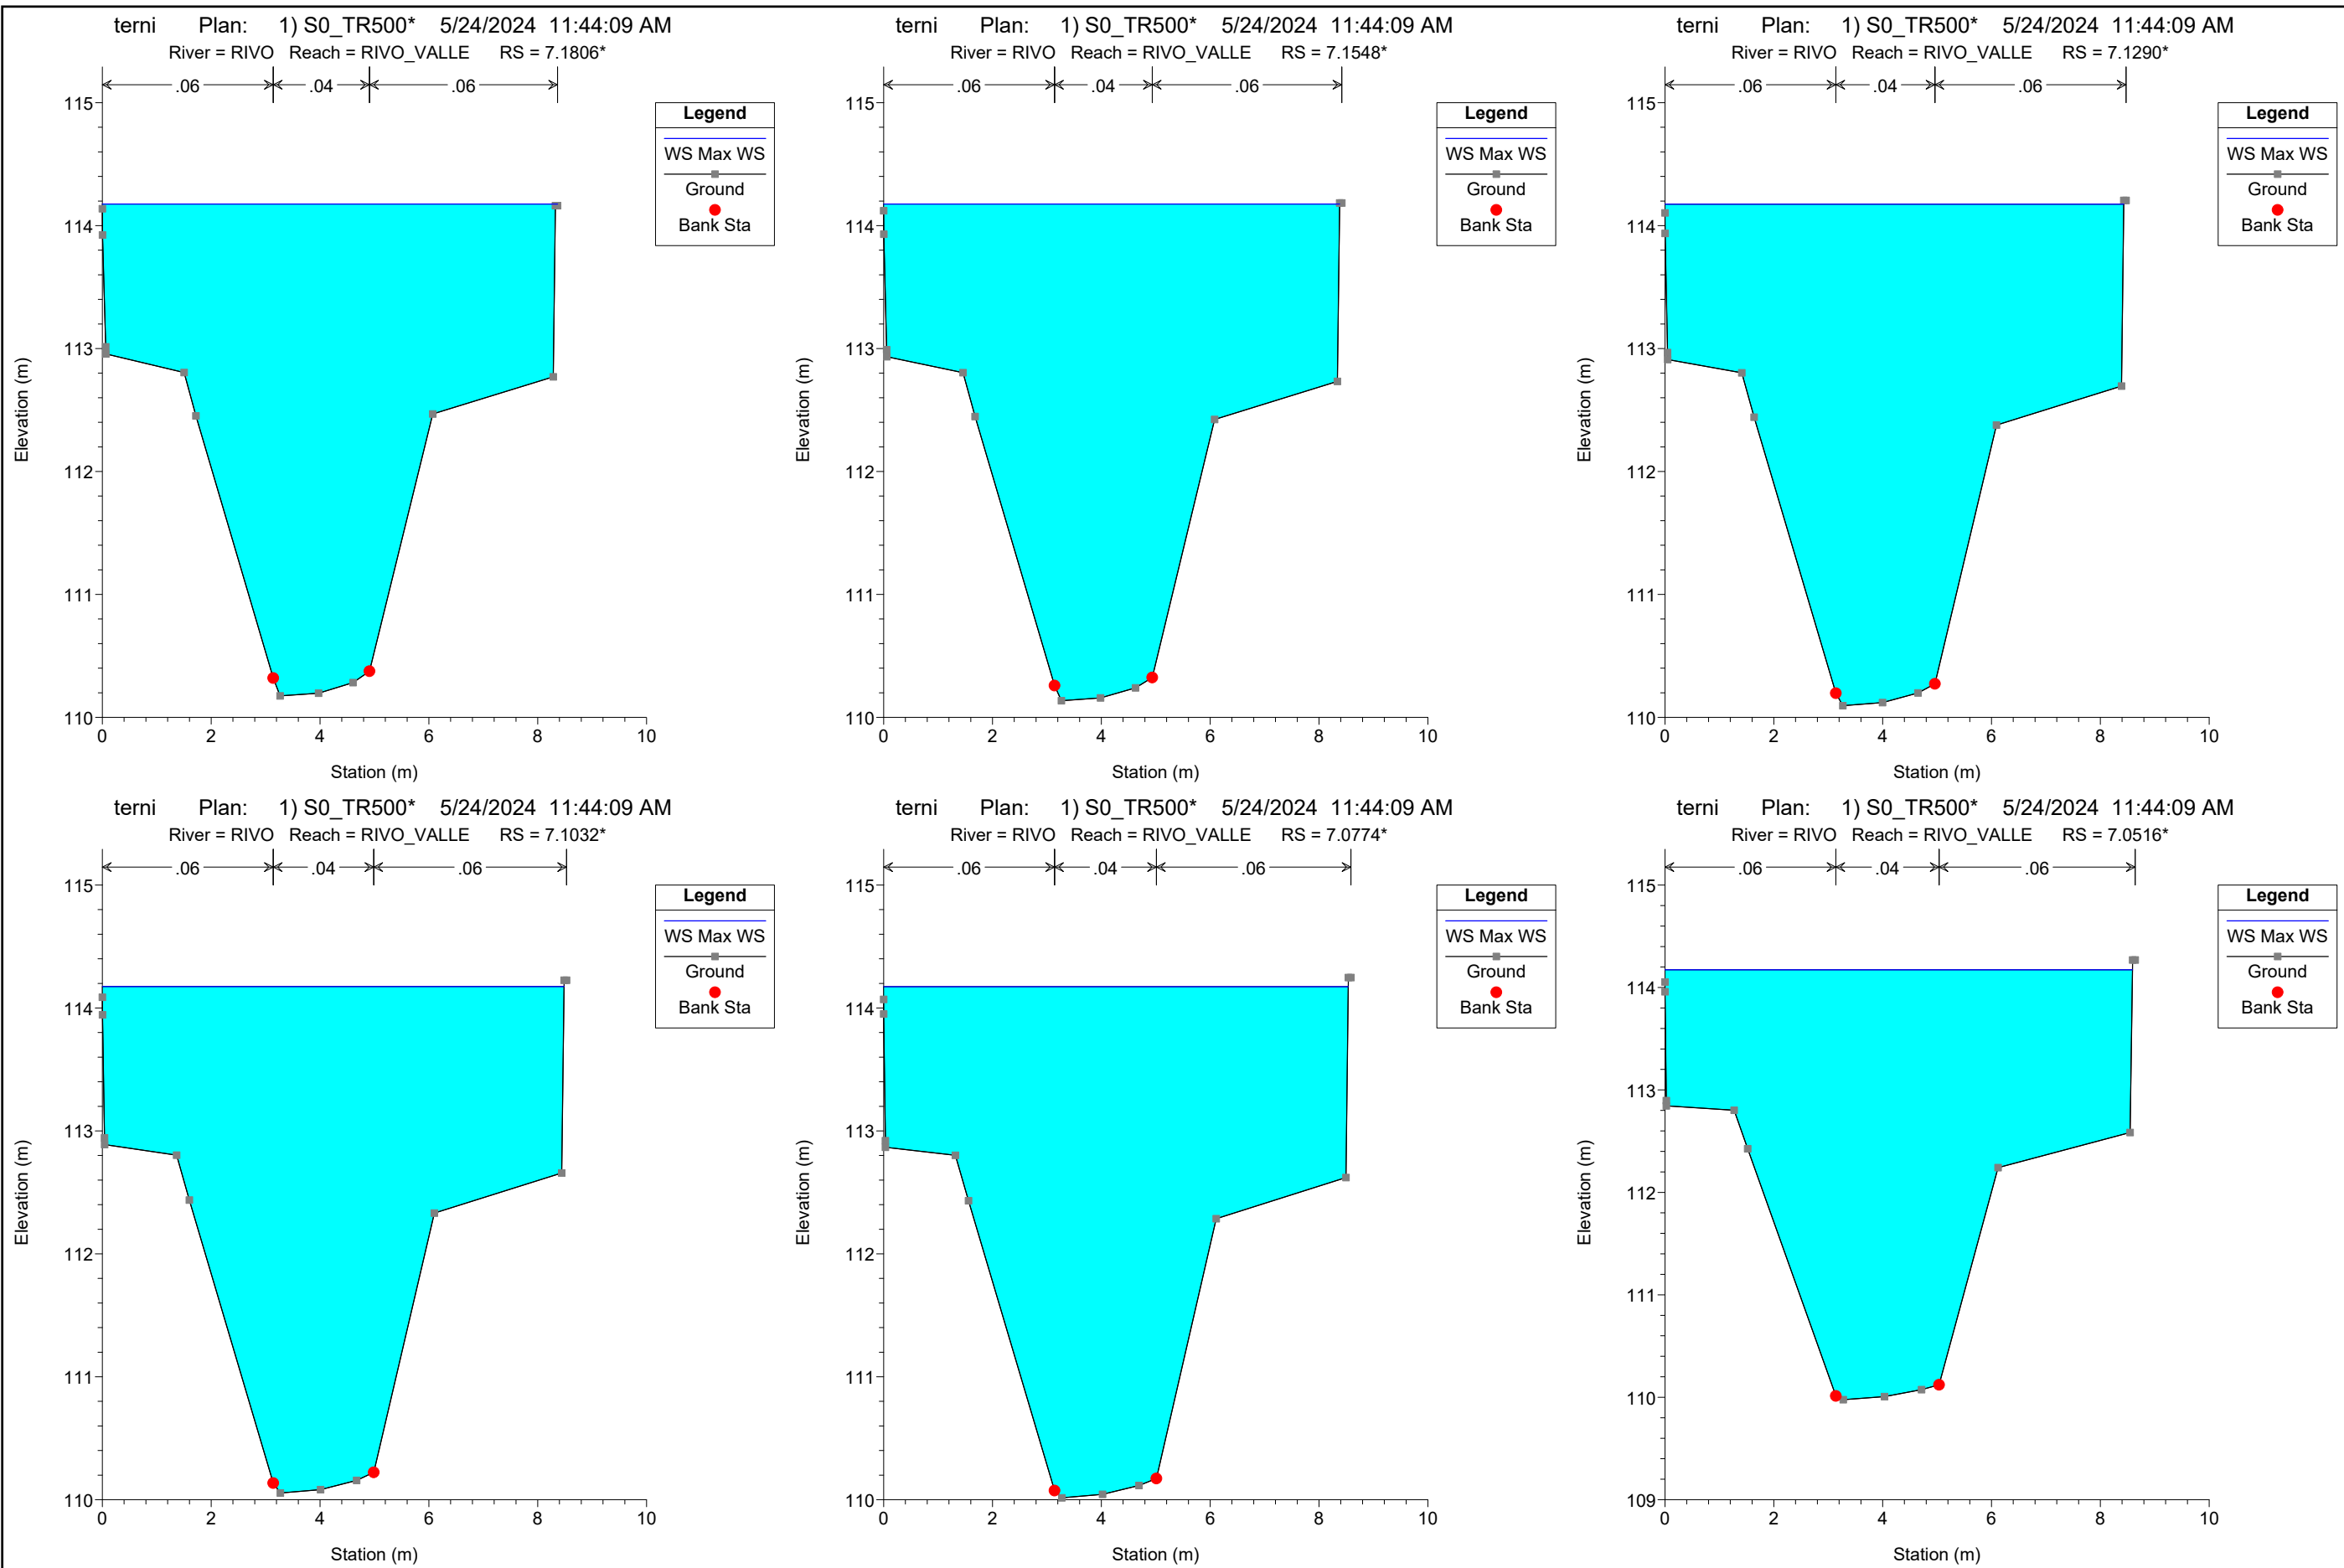 terni Plan: 1) S0_TR500* 5/24/2024 11:44:09 AM
River = RIVO Reach = RIVO_VALLE RS = 7.1806*
.06 .04 .06
Legend
WS Max WS
Ground
Bank Sta
115
114
113
112
111
110
0 2 4 6 8 10
Elevation (m)
Station (m)
terni Plan: 1) S0_TR500* 5/24/2024 11:44:09 AM
River = RIVO Reach = RIVO_VALLE RS = 7.1548*
.06 .04 .06
Legend
WS Max WS
Ground
Bank Sta
115
114
113
112
111
110
0 2 4 6 8 10
Elevation (m)
Station (m)
terni Plan: 1) S0_TR500* 5/24/2024 11:44:09 AM
River = RIVO Reach = RIVO_VALLE RS = 7.1290*
.06 .04 .06
Legend
WS Max WS
Ground
Bank Sta
115
114
113
112
111
110
0 2 4 6 8 10
Elevation (m)
Station (m)
terni Plan: 1) S0_TR500* 5/24/2024 11:44:09 AM
River = RIVO Reach = RIVO_VALLE RS = 7.1032*
.06 .04 .06
Legend
WS Max WS
Ground
Bank Sta
115
114
113
112
111
110
0 2 4 6 8 10
Elevation (m)
Station (m)
terni Plan: 1) S0_TR500* 5/24/2024 11:44:09 AM
River = RIVO Reach = RIVO_VALLE RS = 7.0774*
.06 .04 .06
Legend
WS Max WS
Ground
Bank Sta
115
114
113
112
111
110
0 2 4 6 8 10
Elevation (m)
Station (m)
terni Plan: 1) S0_TR500* 5/24/2024 11:44:09 AM
River = RIVO Reach = RIVO_VALLE RS = 7.0516*
.06 .04 .06
Legend
WS Max WS
Ground
Bank Sta
115
114
113
112
111
110
109
0 2 4 6 8 10
Elevation (m)
Station (m)